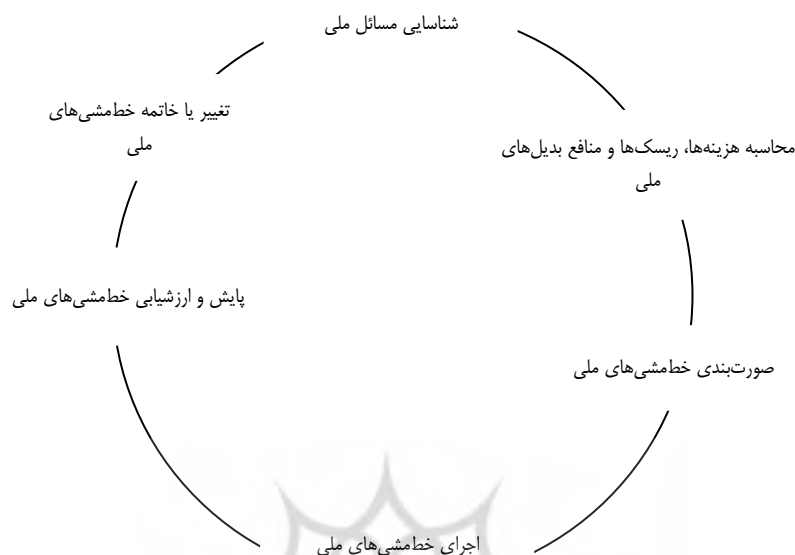 شناسایی مسائل ملی
تغییر یا خاتمه خط‌مشی‌های
ملی
محاسبه هزینه‌ها، ریسک‌ها و منافع بدیل‌های
ملی
پایش و ارزشیابی خط‌مشی‌های ملی
صورت‌بندی خط‌مشی‌های ملی
اجرای خط‌مشی‌های ملی